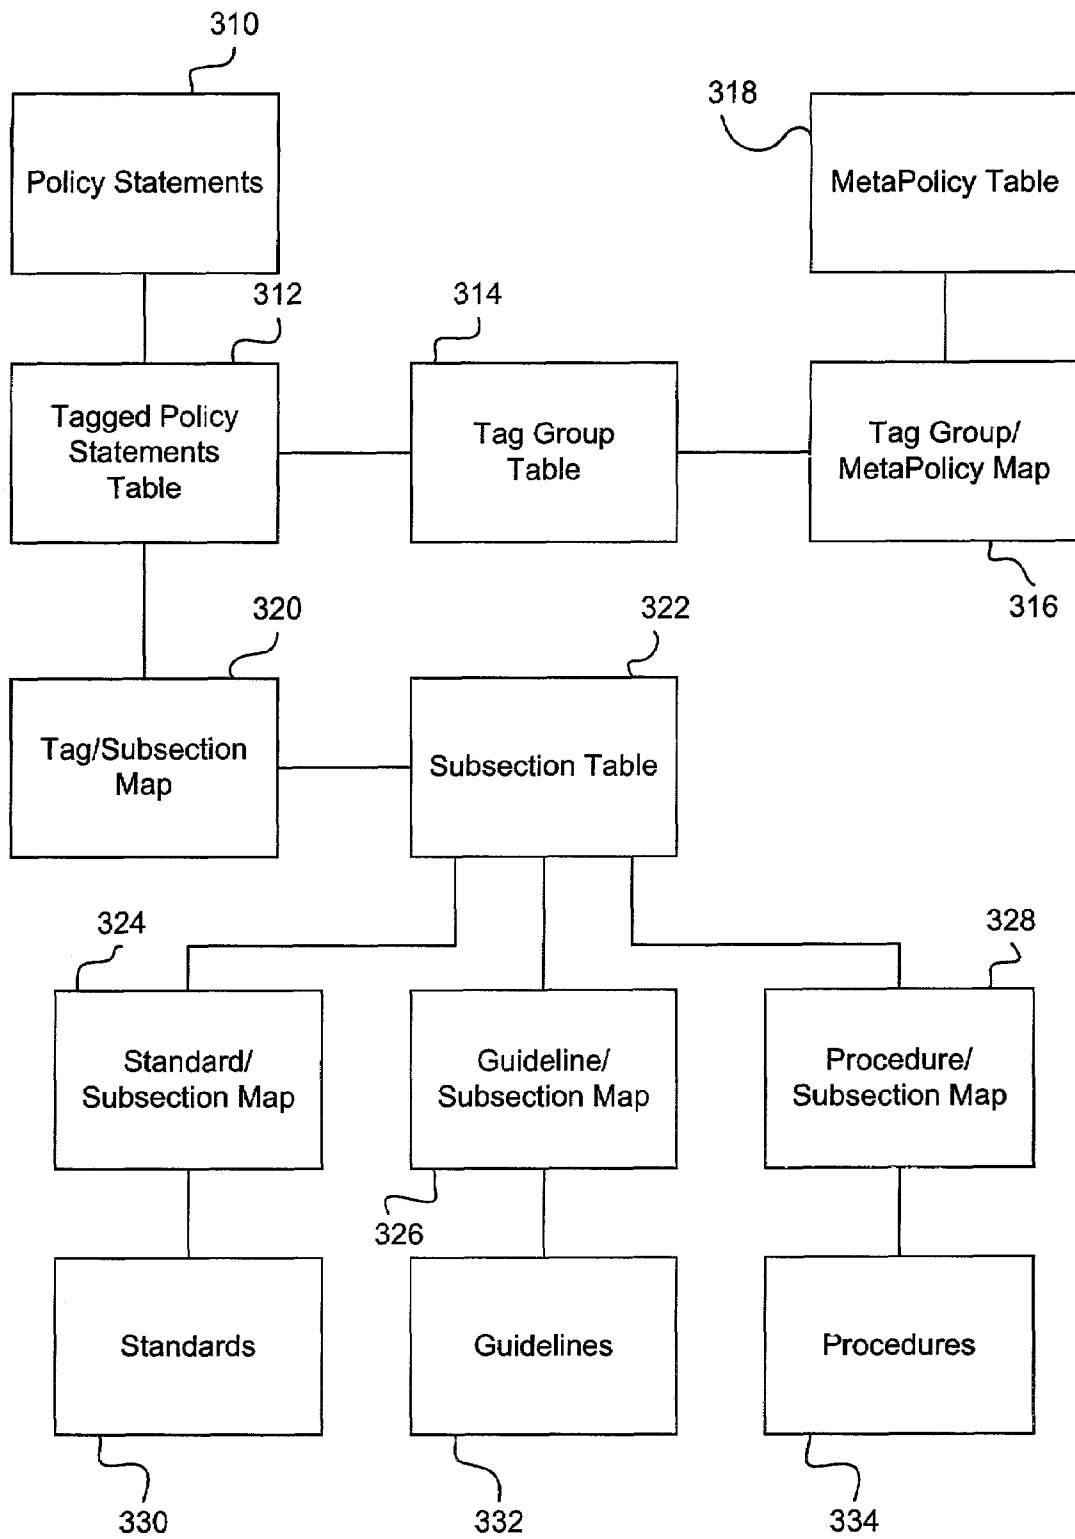 310
318
Policy Statements
MetaPolicy Table
312
314
Tagged Policy
Statements
Table
Tag Group
Table
Tag Group/
MetaPolicy Map
316
320
322
Tag/Subsection
Map
Subsection Table
324
328
Standard/
Subsection Map
Guideline/
Subsection Map
Procedure/
Subsection Map
326
Standards
Guidelines
Procedures
330
332
334